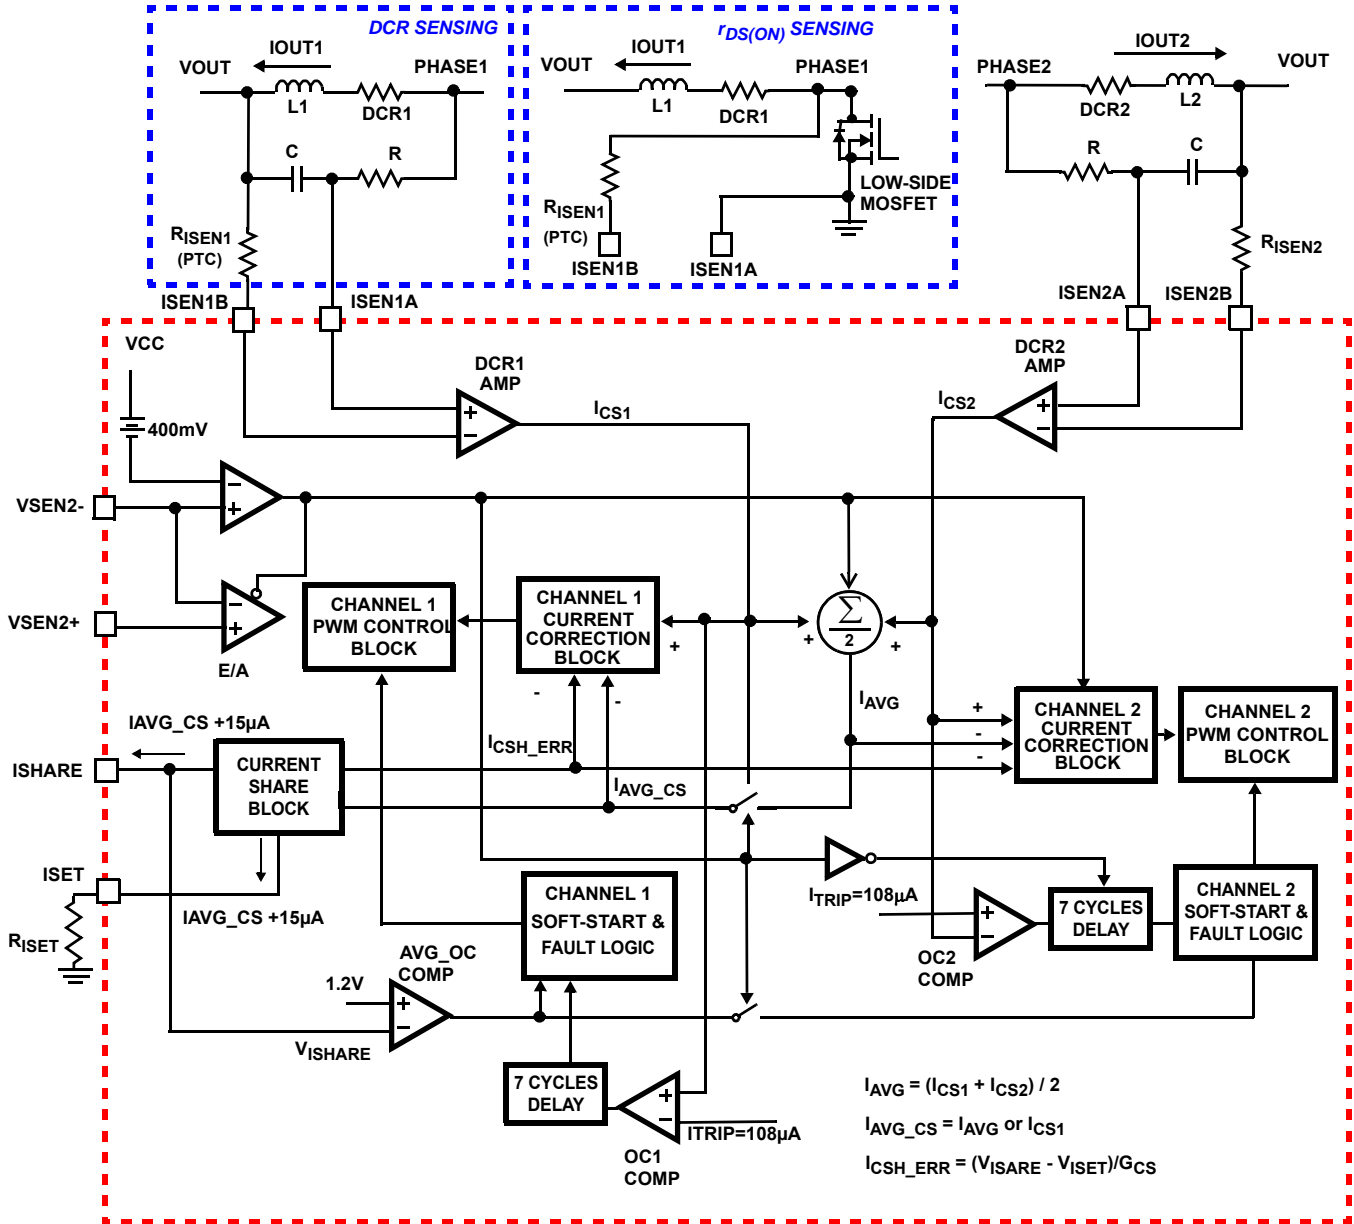 DCR SENSING
IOUT1
VOUT
PHASE1
L1
DCR1
C
R
RISEN1
(PTC)
ISEN1B
ISEN1A
rDS(ON) SENSING
IOUT1
VOUT
PHASE1
L1
DCR1
RISEN1
(PTC)
LOW-SIDE
MOSFET
ISEN1B
ISEN1A
IOUT2
PHASE2
VOUT
DCR2
L2
R
C
RISEN2
ISEN2A
ISEN2B
VCC
400mV
DCR1
AMP
+
−
ICS1
DCR2
AMP
ICS2
+
−
VSEN2-
−
+
VSEN2+
−
+
E/A
CHANNEL 1
PWM CONTROL
BLOCK
CHANNEL 1
CURRENT
CORRECTION
BLOCK
+
-
-
Σ
2
+
+
IAVG
CHANNEL 2
CURRENT
CORRECTION
BLOCK
+
-
-
CHANNEL 2
PWM CONTROL
BLOCK
IAVG_CS +15µA
ISHARE
CURRENT
SHARE
BLOCK
ICSH_ERR
IAVG_CS
ISET
IAVG_CS +15µA
RISET
CHANNEL 1
SOFT-START &
FAULT LOGIC
AVG_OC
COMP
1.2V
+
−
VISHARE
ITRIP=108µA
+
−
OC2
COMP
7 CYCLES
DELAY
CHANNEL 2
SOFT-START &
FAULT LOGIC
7 CYCLES
DELAY
+
−
ITRIP=108µA
OC1
COMP
IAVG = (ICS1 + ICS2) / 2
IAVG_CS = IAVG or ICS1
ICSH_ERR = (VISARE - VISET)/GCS